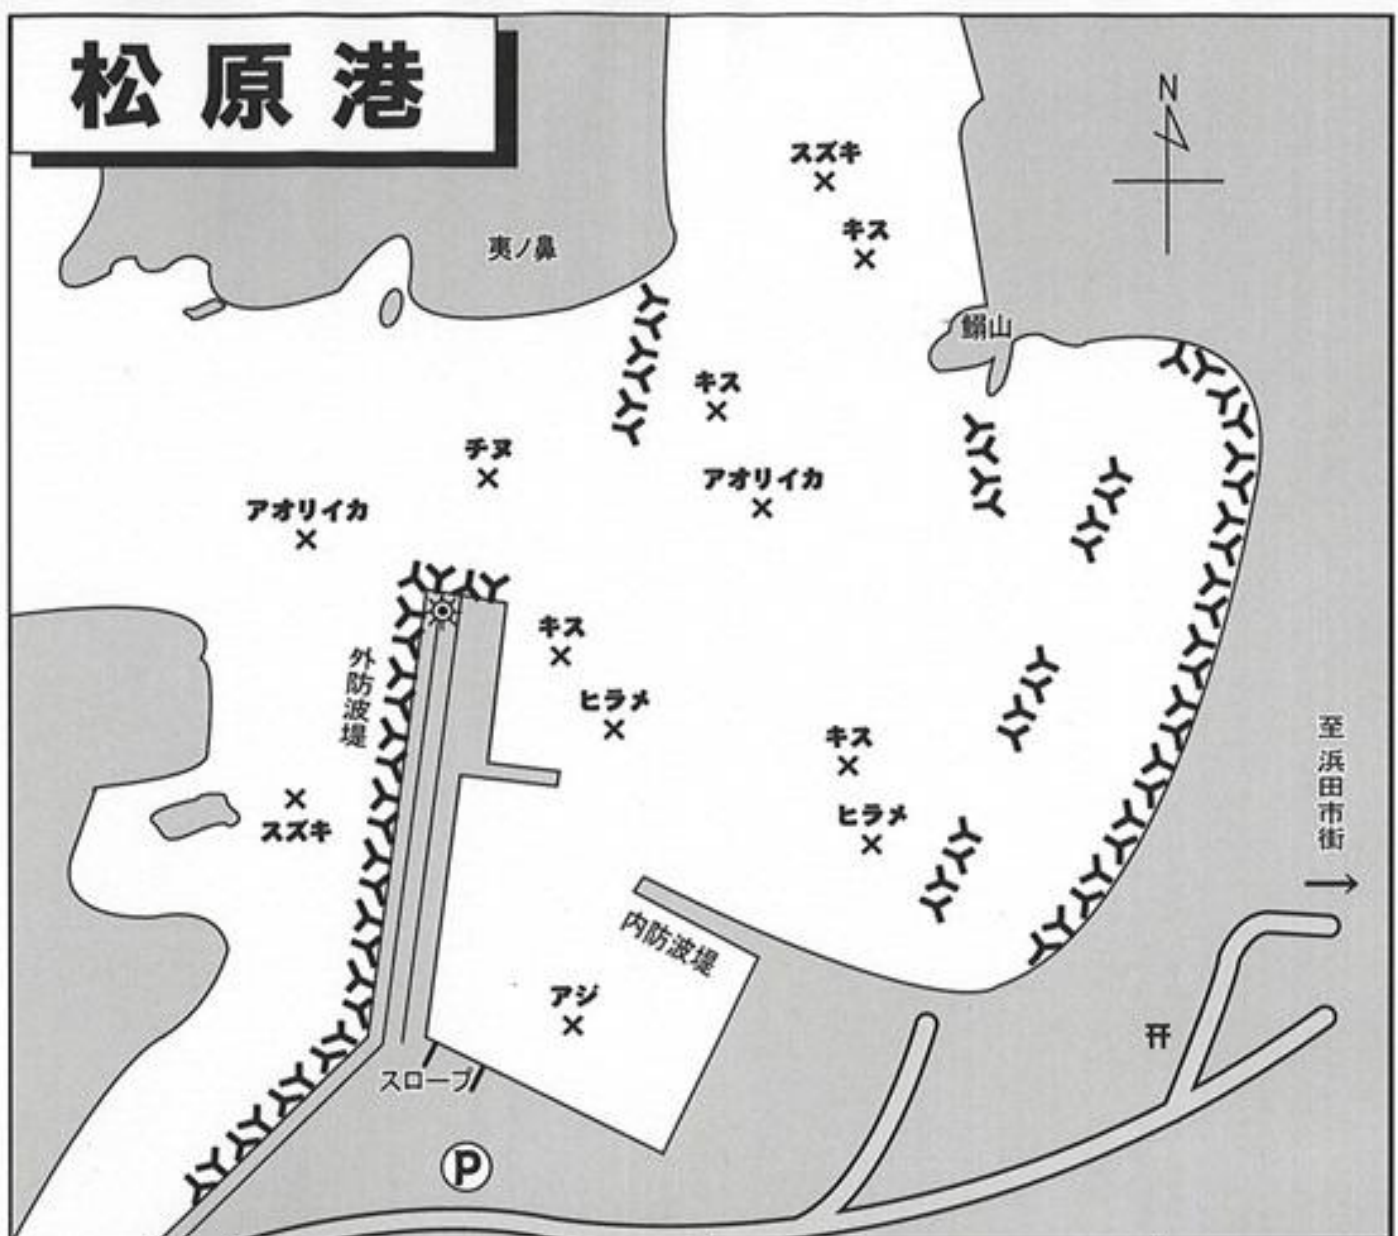 松原港
N
スズキ
キス
夷ノ鼻
鰯山
キス
チヌ
アオリイカ
アオリイカ
キス
外防波堤
ヒラメ
キス
至 浜田市街
スズキ
ヒラメ
内防波堤
アジ
スロープ
P